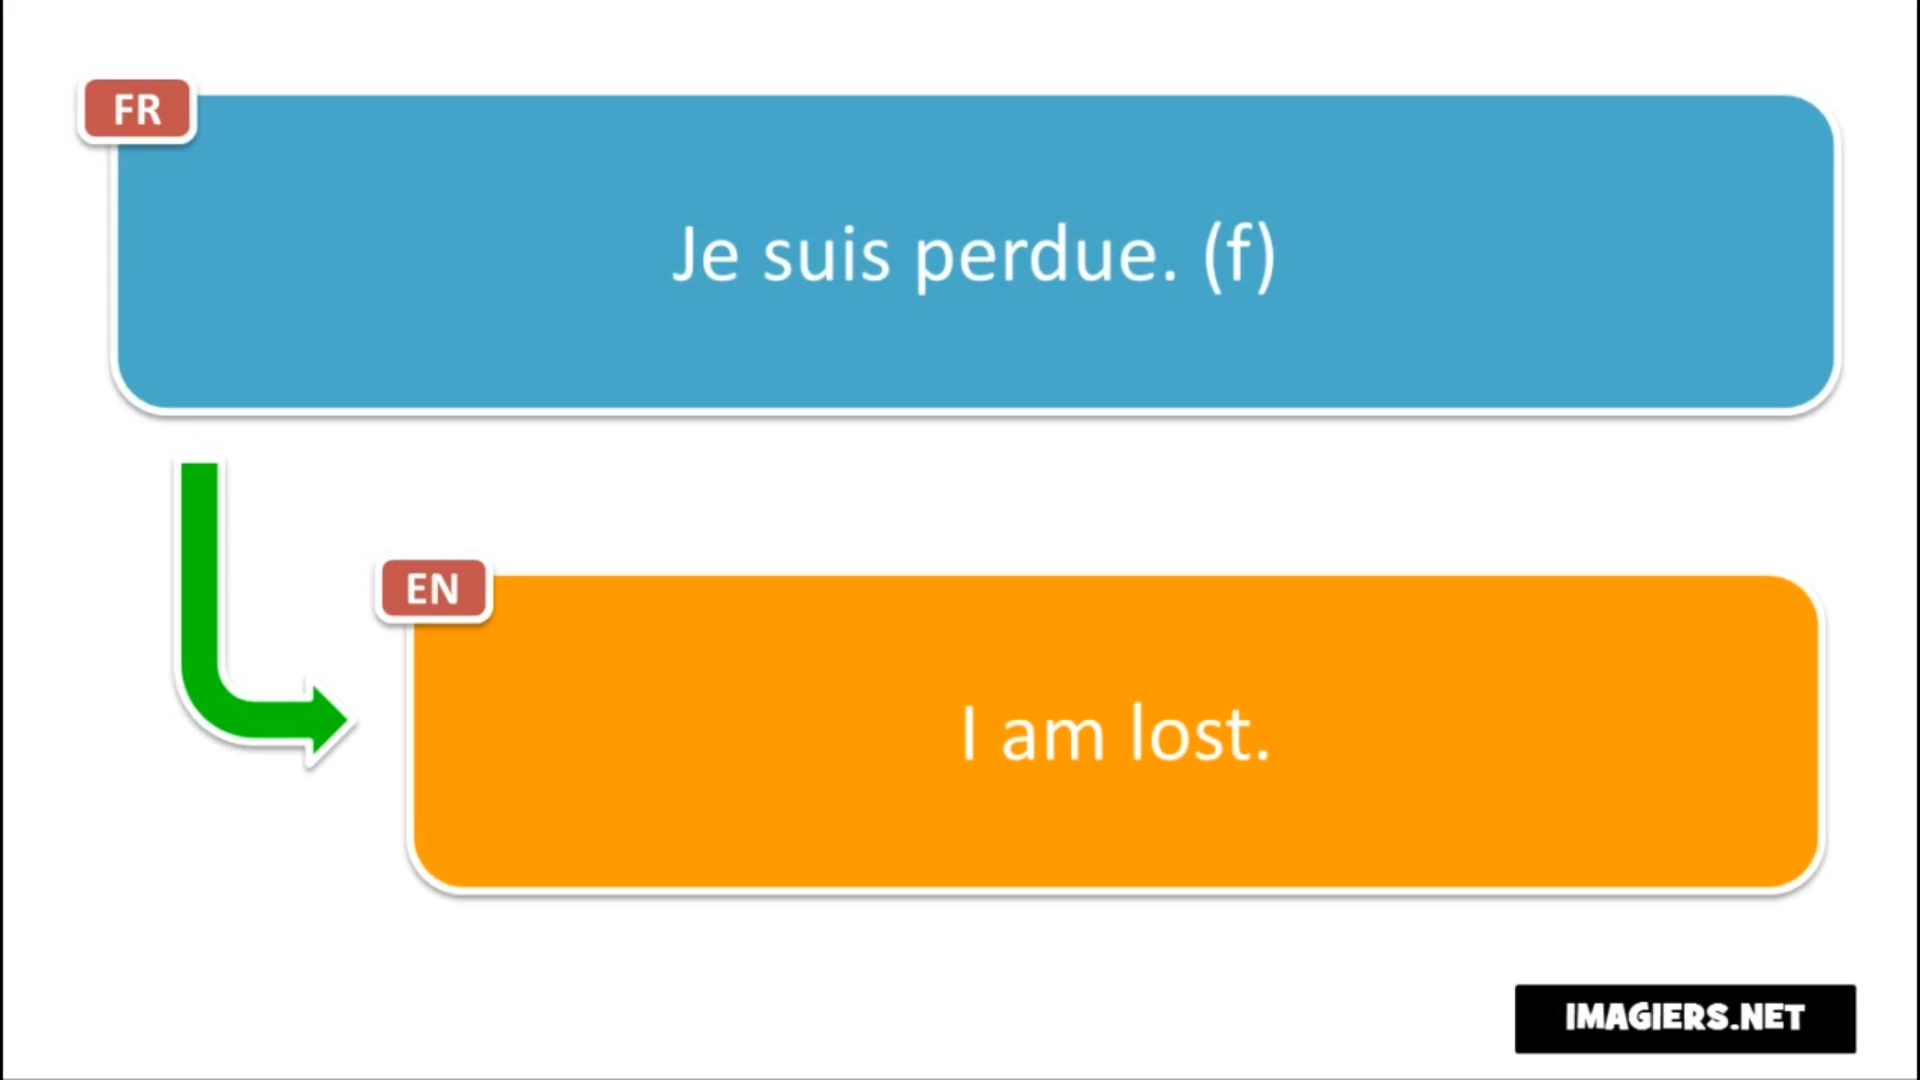 FR
Je suis perdue. (f)
EN
I am lost.
IMAGIERS.NET